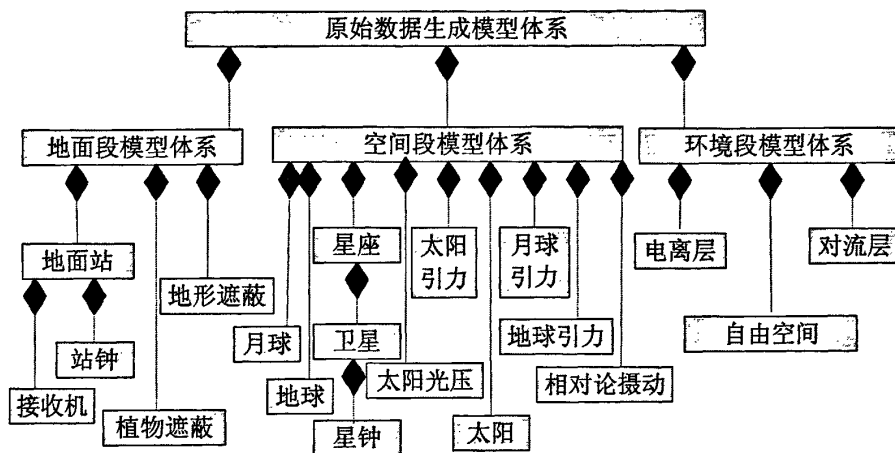 原始数据生成模型体系
地面段模型体系
空间段模型体系
环境段模型体系
地面站
星座
太阳
引力
月球
引力
电离层
对流层
地形遮蔽
月球
卫星
地球引力
自由空间
站钟
接收机
地球
太阳光压
相对论摄动
植物遮蔽
星钟
太阳